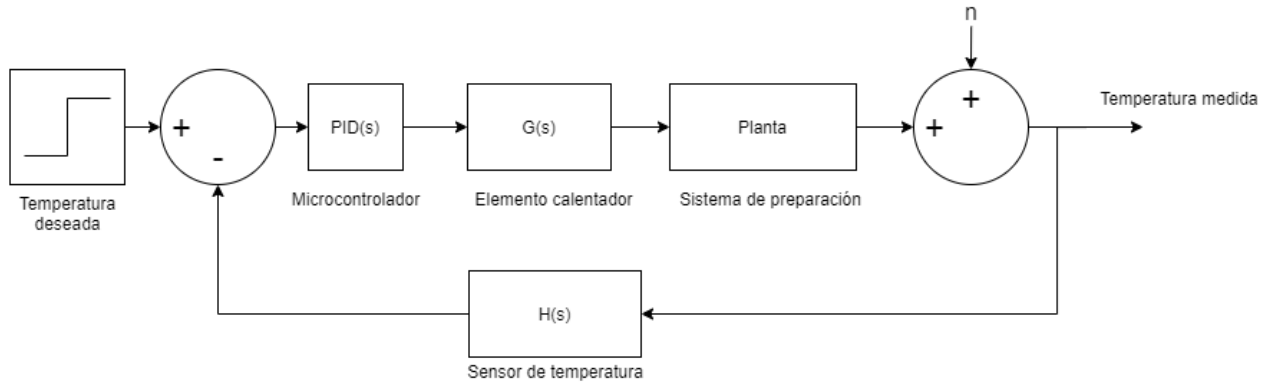 n
Temperatura medida
+
-
+
+
PID(s)
G(s)
Planta
Temperatura
deseada
Microcontrolador
Elemento calentador
Sistema de preparación
H(s)
Sensor de temperatura